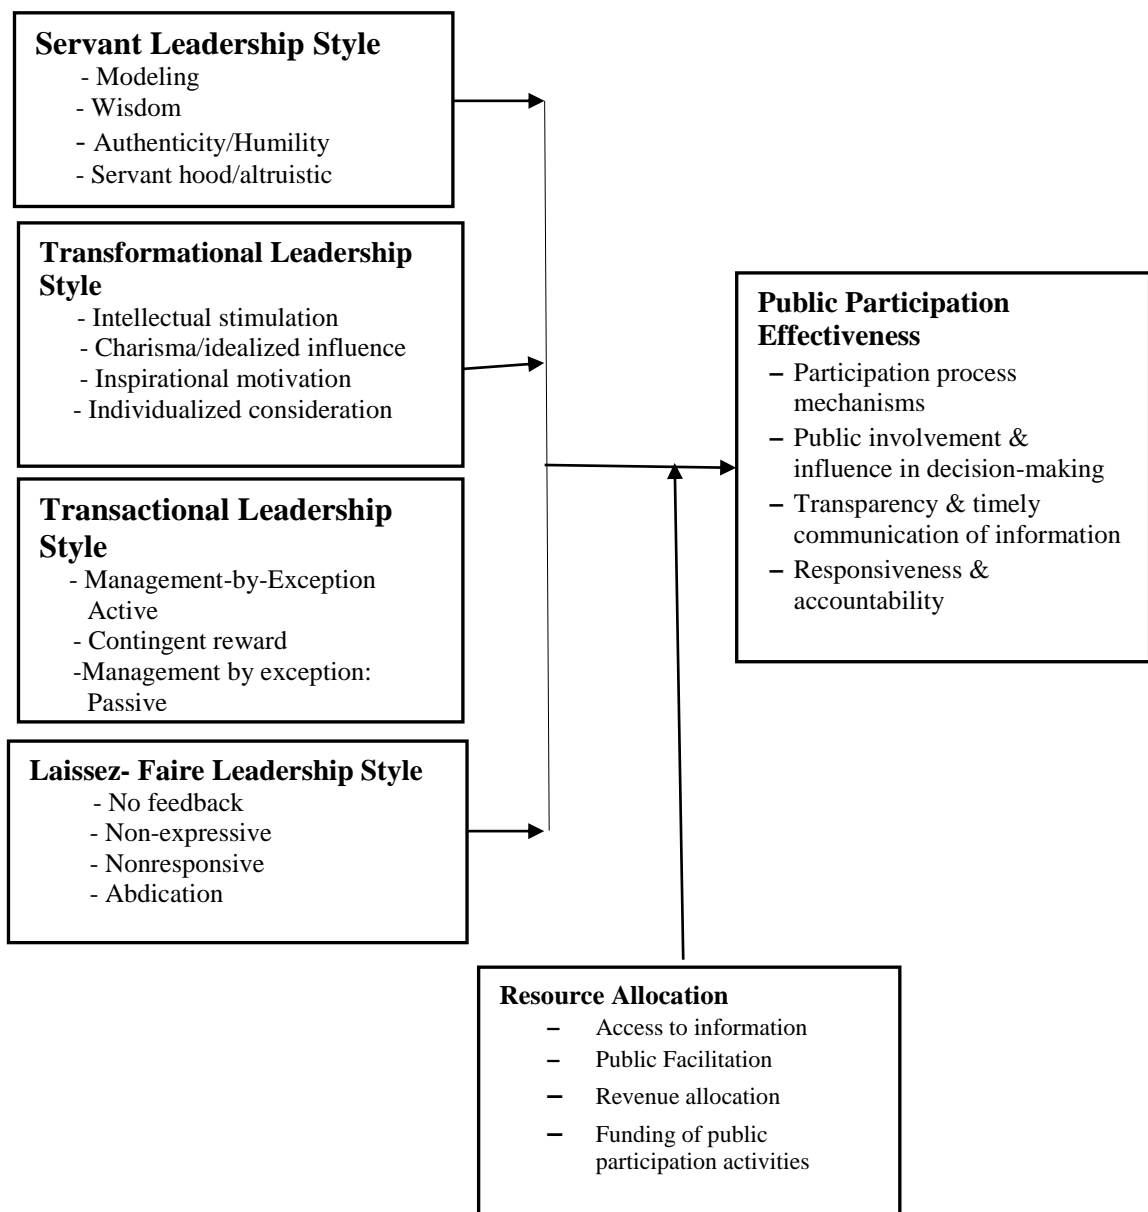 Servant Leadership Style
- Modeling
- Wisdom
- Authenticity/Humility
- Servant hood/altruistic
Transformational Leadership
Style
- Intellectual stimulation
- Charisma/idealized influence
- Inspirational motivation
- Individualized consideration
Transactional Leadership
Style
- Management-by-Exception
Active
- Contingent reward
-Management by exception:
Passive
Laissez- Faire Leadership Style
- No feedback
- Non-expressive
- Nonresponsive
- Abdication
Public Participation
Effectiveness
– Participation process
mechanisms
– Public involvement &
influence in decision-making
– Transparency & timely
communication of information
– Responsiveness &
accountability
Resource Allocation
– Access to information
– Public Facilitation
– Revenue allocation
– Funding of public
participation activities